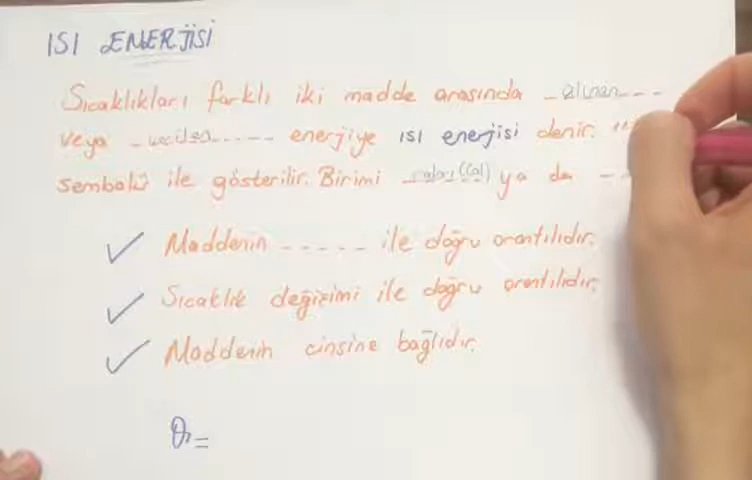 ISI ENERJİSİ
Sıcaklıkları farklı iki madde arasında _ alınan _ _ _
veya _ verilen _ _ _ _ enerjiye ısı enerjisi denir.
sembolü ile gösterilir. Birimi kalori (cal) ya da _ _
✓ Maddenin _ _ _ _ _ ile doğru orantılıdır.
✓ Sıcaklık değişimi ile doğru orantılıdır.
✓ Maddenin cinsine bağlıdır.
Q =